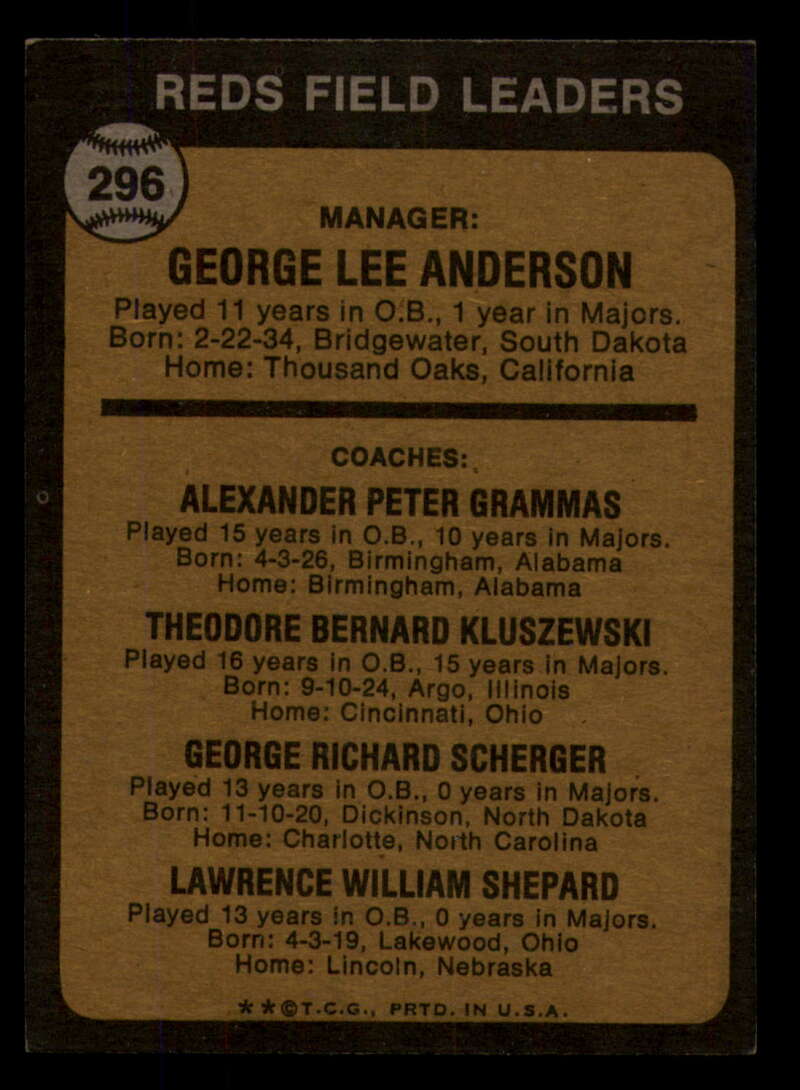 REDS FIELD LEADERS
296
MANAGER:
GEORGE LEE ANDERSON
Played 11 years in O.B., 1 year in Majors.
Born: 2-22-34, Bridgewater, South Dakota
Home: Thousand Oaks, California
COACHES:
ALEXANDER PETER GRAMMAS
Played 15 years in O.B., 10 years in Majors.
Born: 4-3-26, Birmingham, Alabama
Home: Birmingham, Alabama
THEODORE BERNARD KLUSZEWSKI
Played 16 years in O.B., 15 years in Majors.
Born: 9-10-24, Argo, Illinois
Home: Cincinnati, Ohio
GEORGE RICHARD SCHERGER
Played 13 years in O.B., 0 years in Majors.
Born: 11-10-20, Dickinson, North Dakota
Home: Charlotte, North Carolina
LAWRENCE WILLIAM SHEPARD
Played 13 years in O.B., 0 years in Majors.
Born: 4-3-19, Lakewood, Ohio
Home: Lincoln, Nebraska
**©T.C.G., PRTD. IN U.S.A.